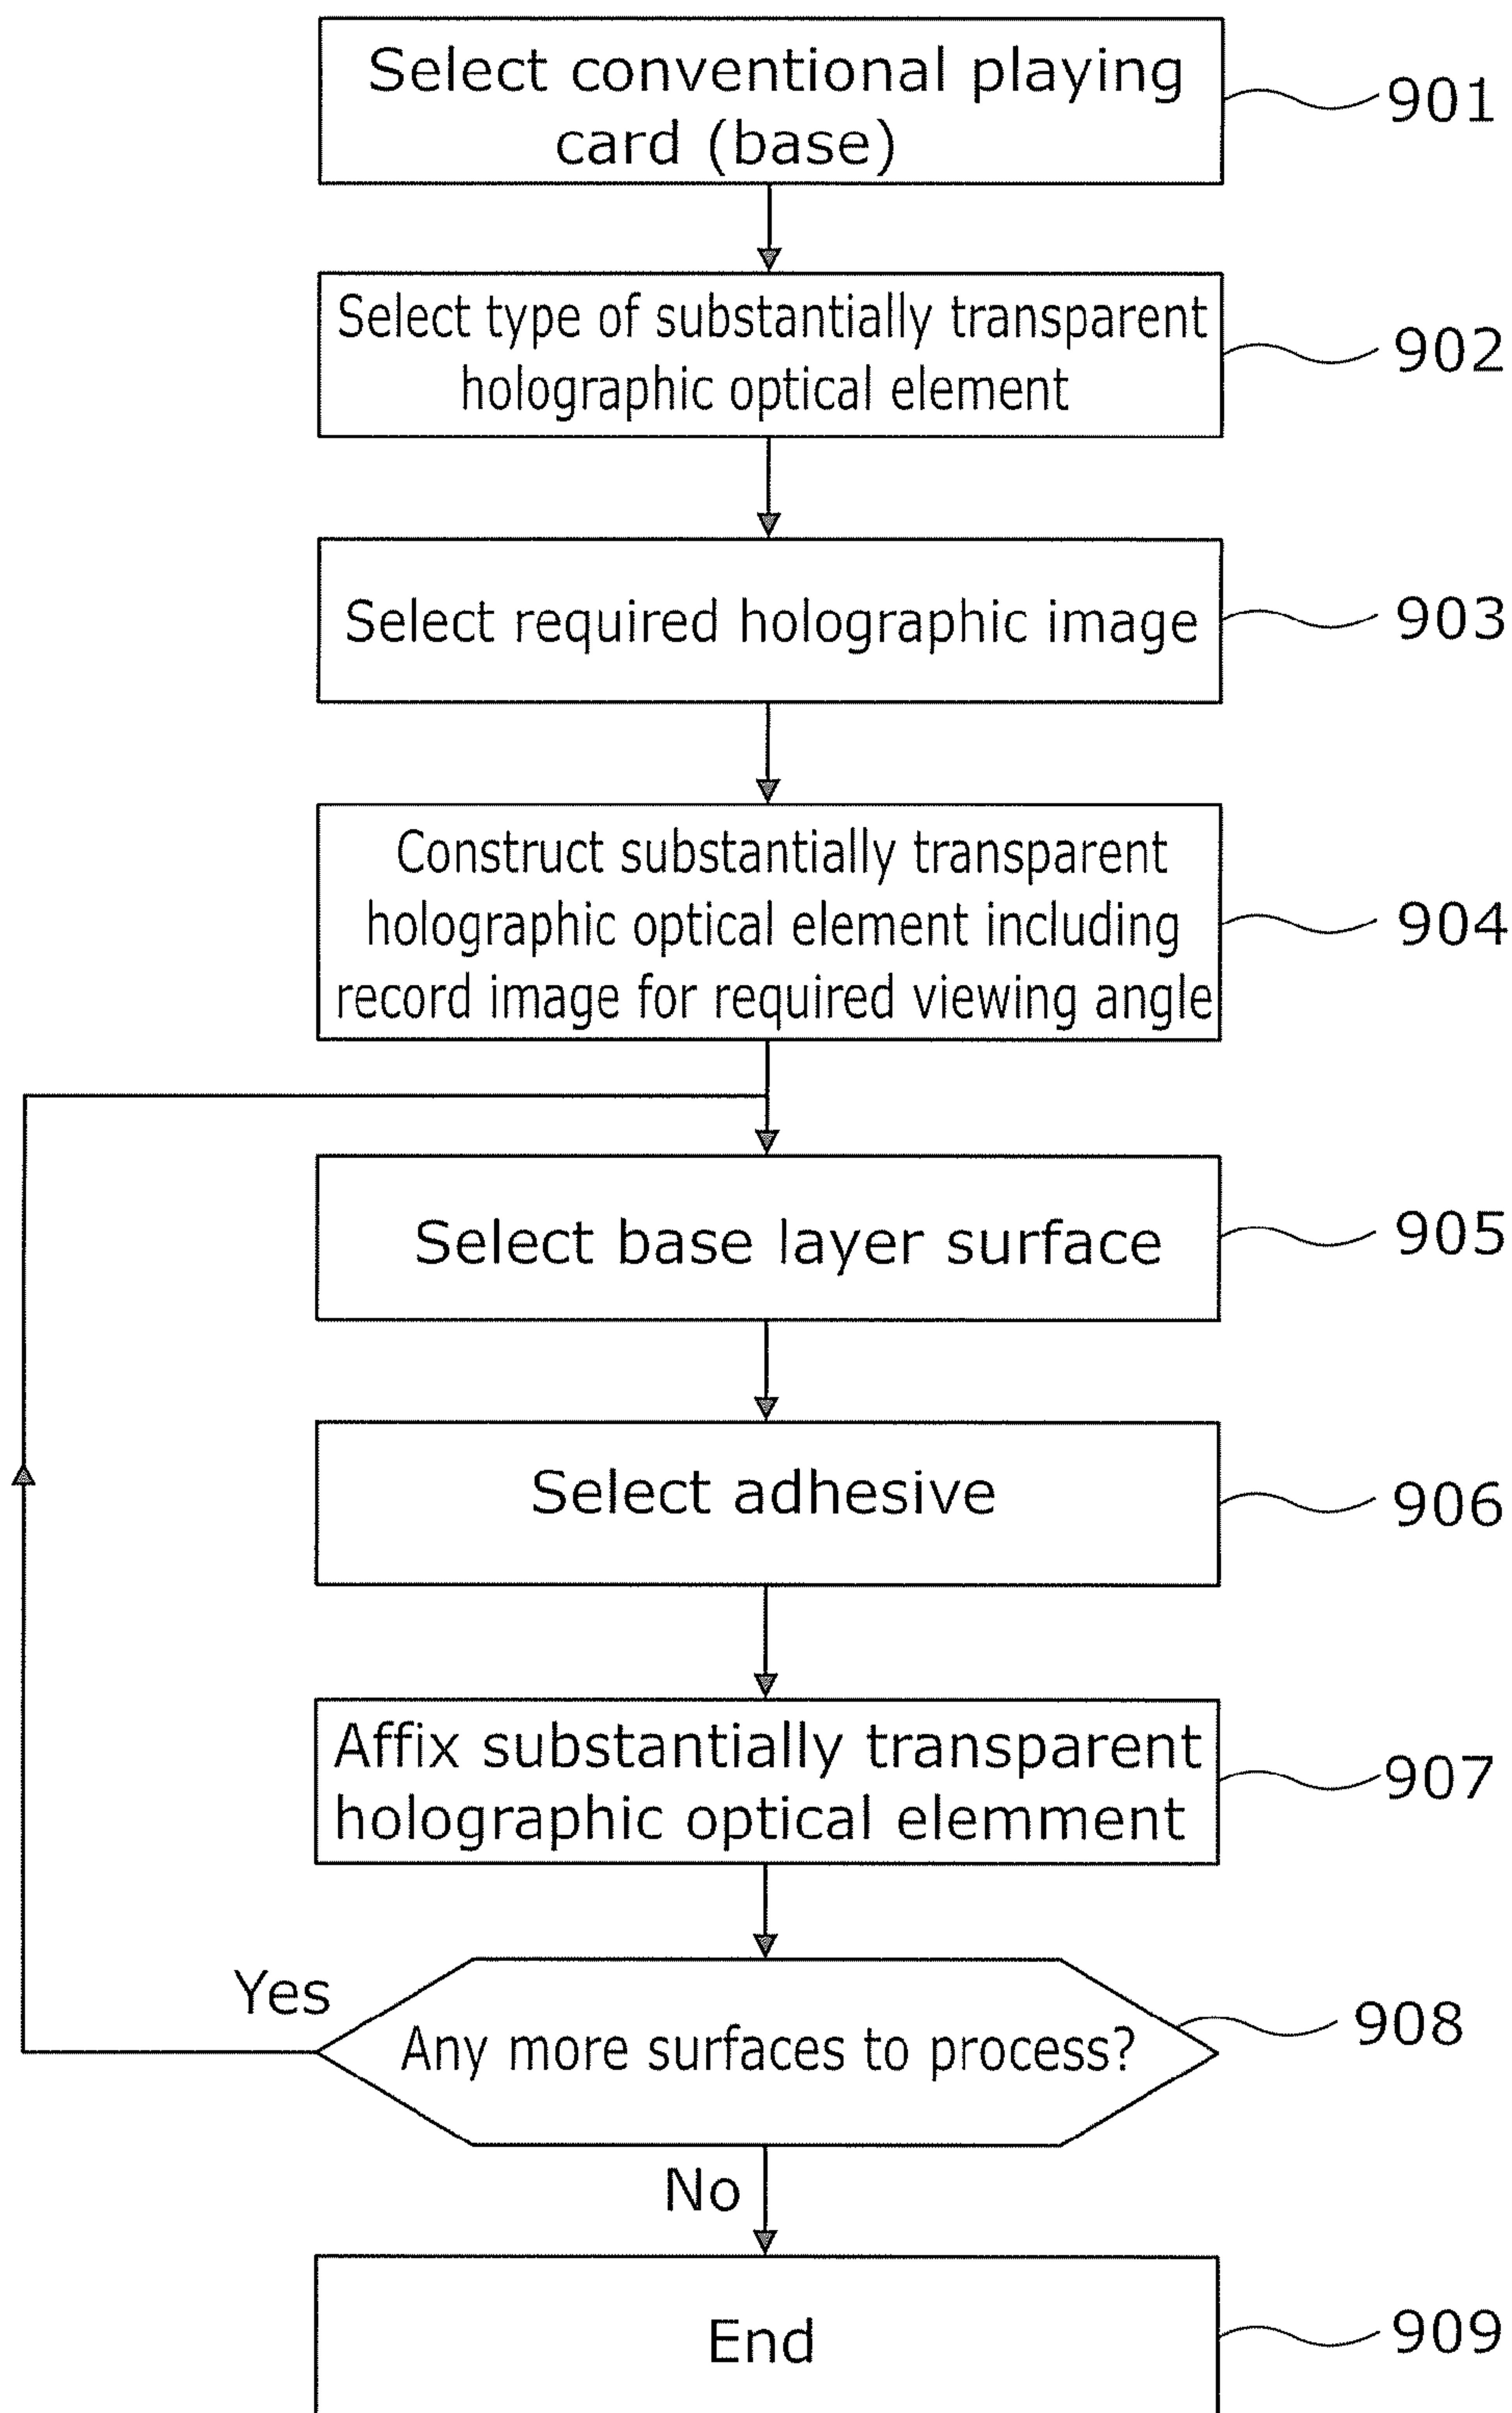 Select conventional playing
card (base)
901
Select type of substantially transparent
holographic optical element
902
Select required holographic image
903
Construct substantially transparent
holographic optical element including
record image for required viewing angle
904
Select base layer surface
905
Select adhesive
906
Affix substantially transparent
holographic optical elemment
907
Yes
Any more surfaces to process?
908
No
End
909